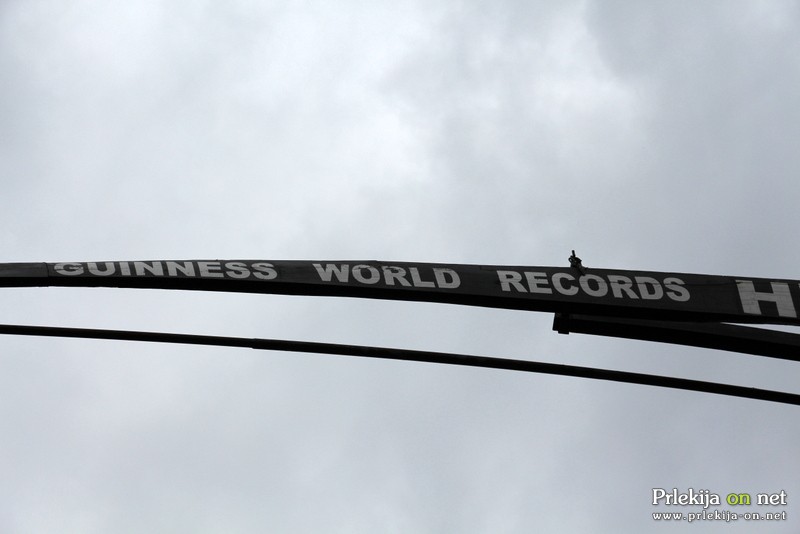 GUINNESS WORLD RECORDS H
Prlekija on net
www.prlekija-on.net